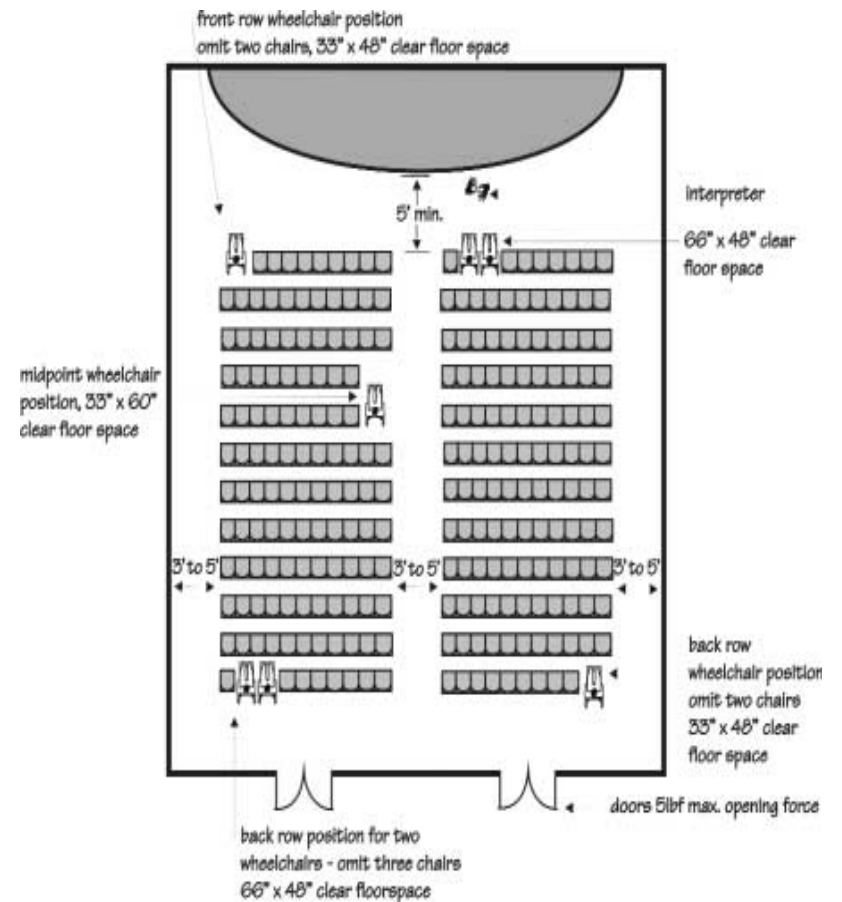 front row wheelchair position
omit two chairs, 33" x 48" clear floor space
interpreter
5' min.
66" x 48" clear
floor space
midpoint wheelchair
position, 33" x 60"
clear floor space
3' to 5'
3' to 5'
3' to 5'
back row
wheelchair position
omit two chairs
33" x 48" clear
floor space
doors 5lbf max. opening force
back row position for two
wheelchairs - omit three chairs
66" x 48" clear floorspace